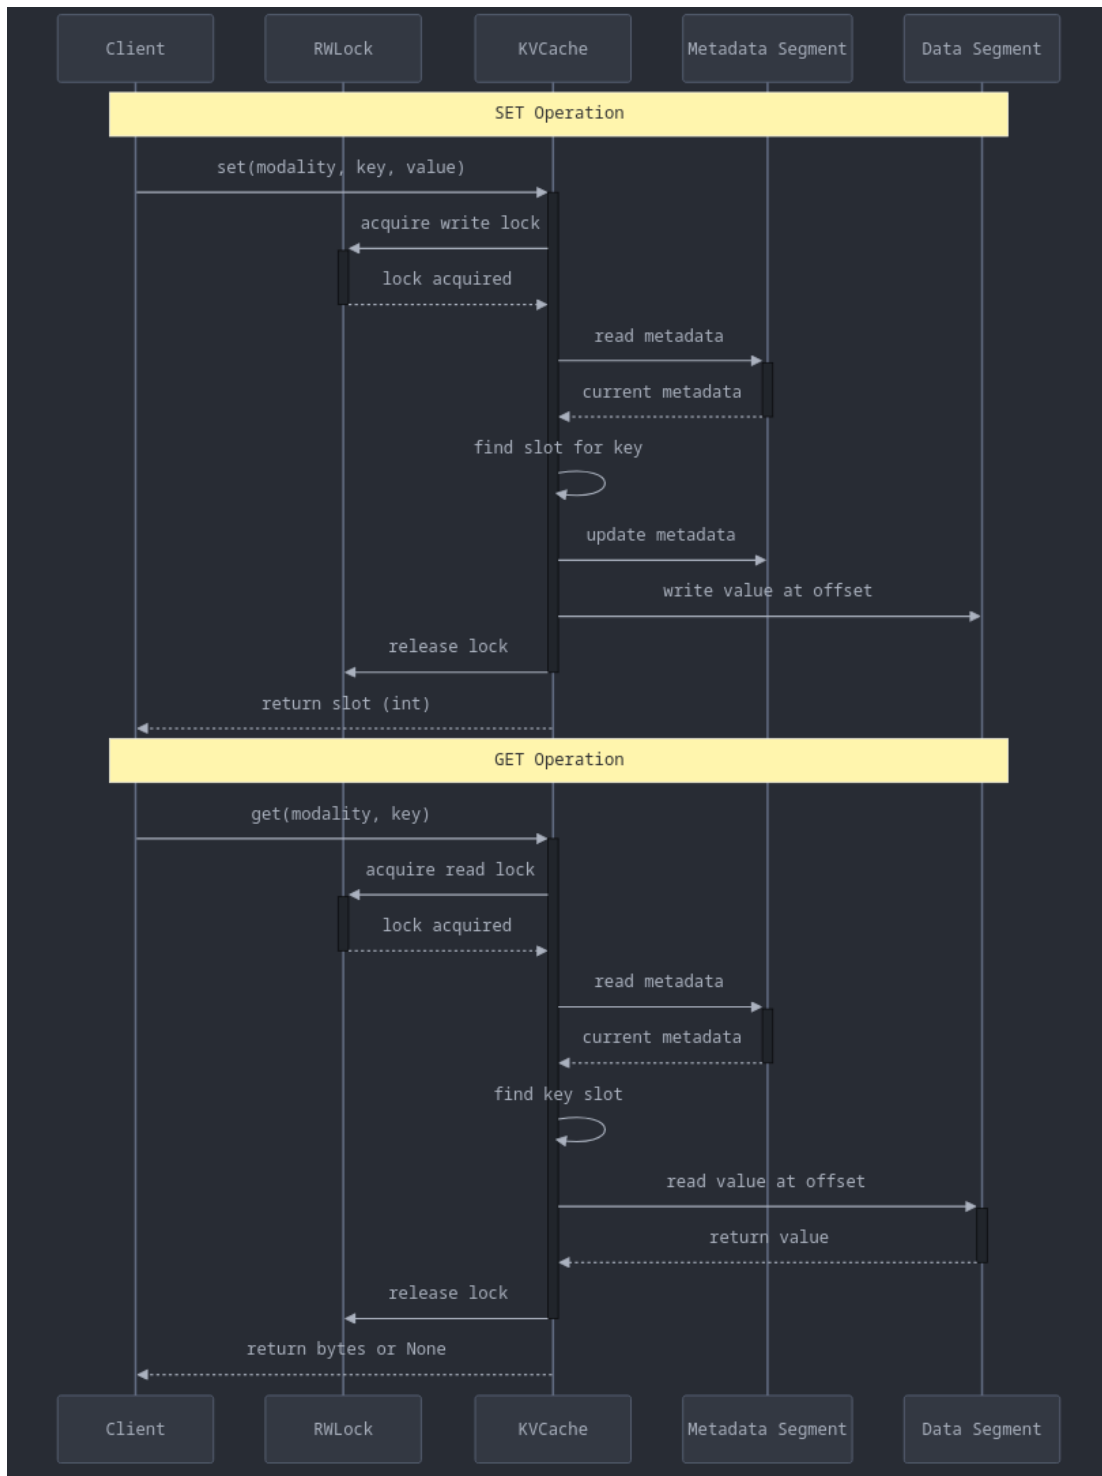 Client
RWLock
KVCache
Metadata Segment
Data Segment
SET Operation
set(modality, key, value)
acquire write lock
lock acquired
read metadata
current metadata
find slot for key
update metadata
write value at offset
release lock
return slot (int)
GET Operation
get(modality, key)
acquire read lock
lock acquired
read metadata
current metadata
find key slot
read value at offset
return value
release lock
return bytes or None
Client
RWLock
KVCache
Metadata Segment
Data Segment